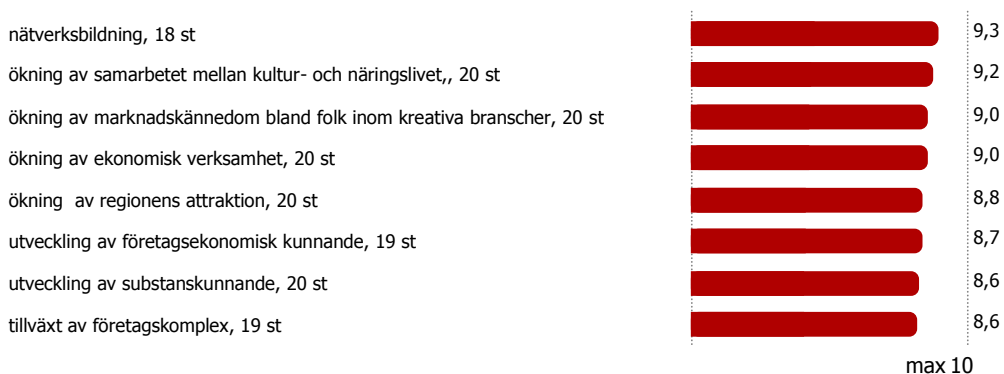 nätverksbildning, 18 st 9,3
ökning av samarbetet mellan kultur- och näringslivet,, 20 st 9,2
ökning av marknadskännedom bland folk inom kreativa branscher, 20 st 9,0
ökning av ekonomisk verksamhet, 20 st 9,0
ökning  av regionens attraktion, 20 st 8,8
utveckling av företagsekonomisk kunnande, 19 st 8,7
utveckling av substanskunnande, 20 st 8,6
tillväxt av företagskomplex, 19 st 8,6
max 10